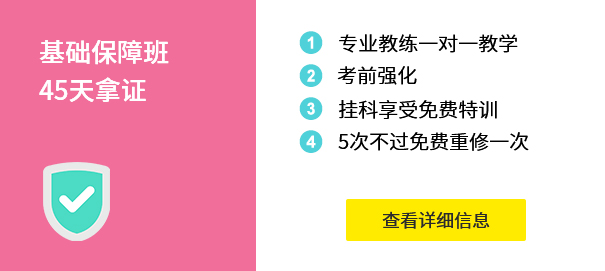 基础保障班
45天拿证
1 专业教练一对一教学
2 考前强化
3 挂科享受免费特训
4 5次不过免费重修一次
查看详细信息